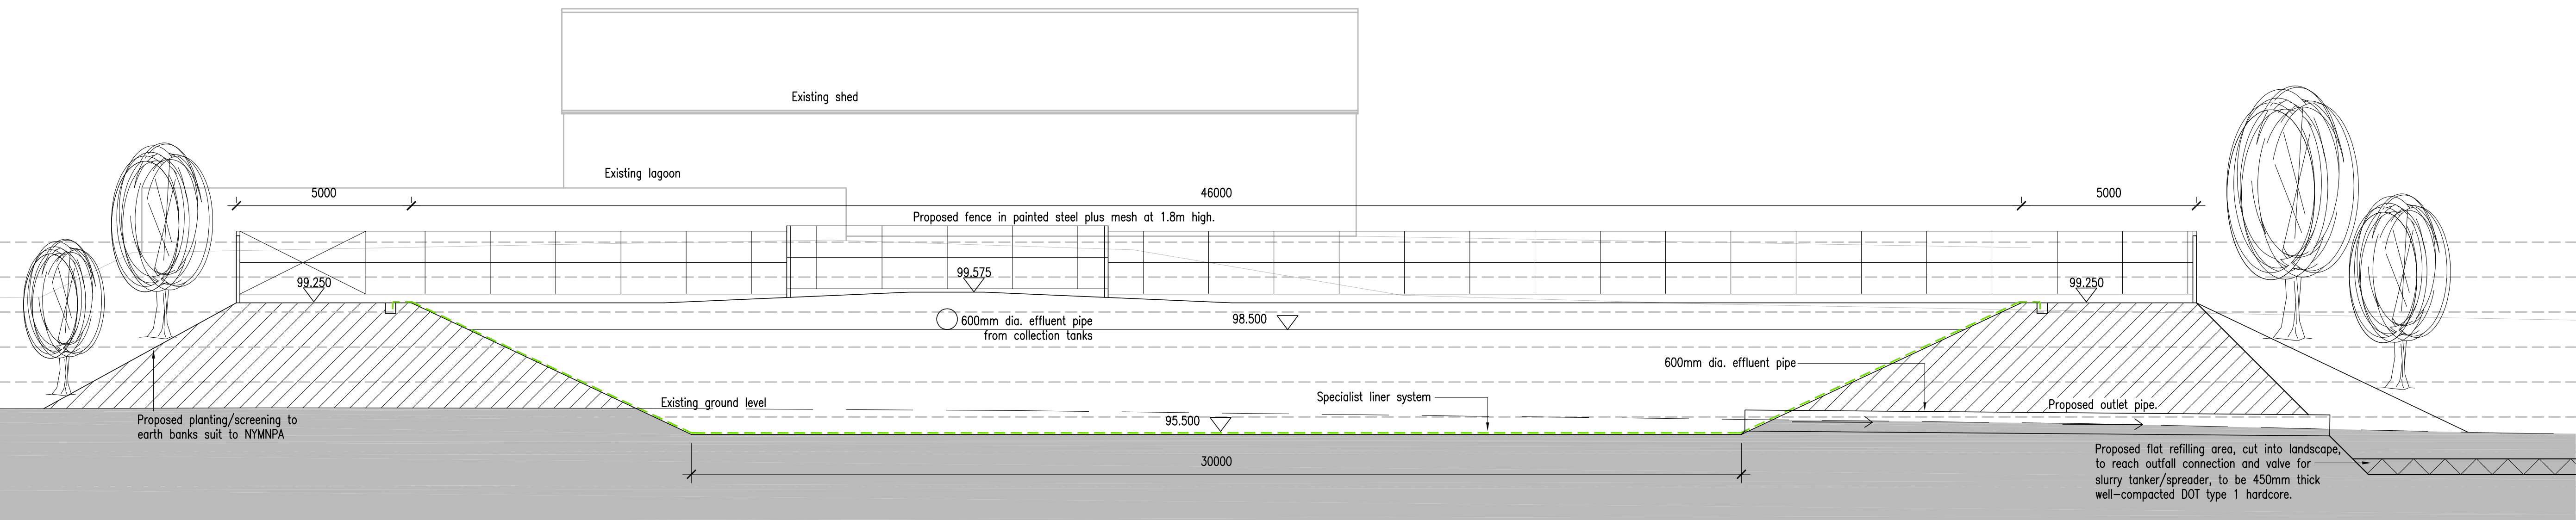 Existing shed
Existing lagoon
5000
46000
5000
Proposed fence in painted steel plus mesh at 1.8m high.
99.250
99.575
99.250
600mm dia. effluent pipe
from collection tanks
98.500
600mm dia. effluent pipe
Existing ground level
Specialist liner system
Proposed outlet pipe.
95.500
Proposed planting/screening to
earth banks suit to NYMNPA
30000
Proposed flat refilling area, cut into landscape,
to reach outfall connection and valve for
slurry tanker/spreader, to be 450mm thick
well-compacted DOT type 1 hardcore.